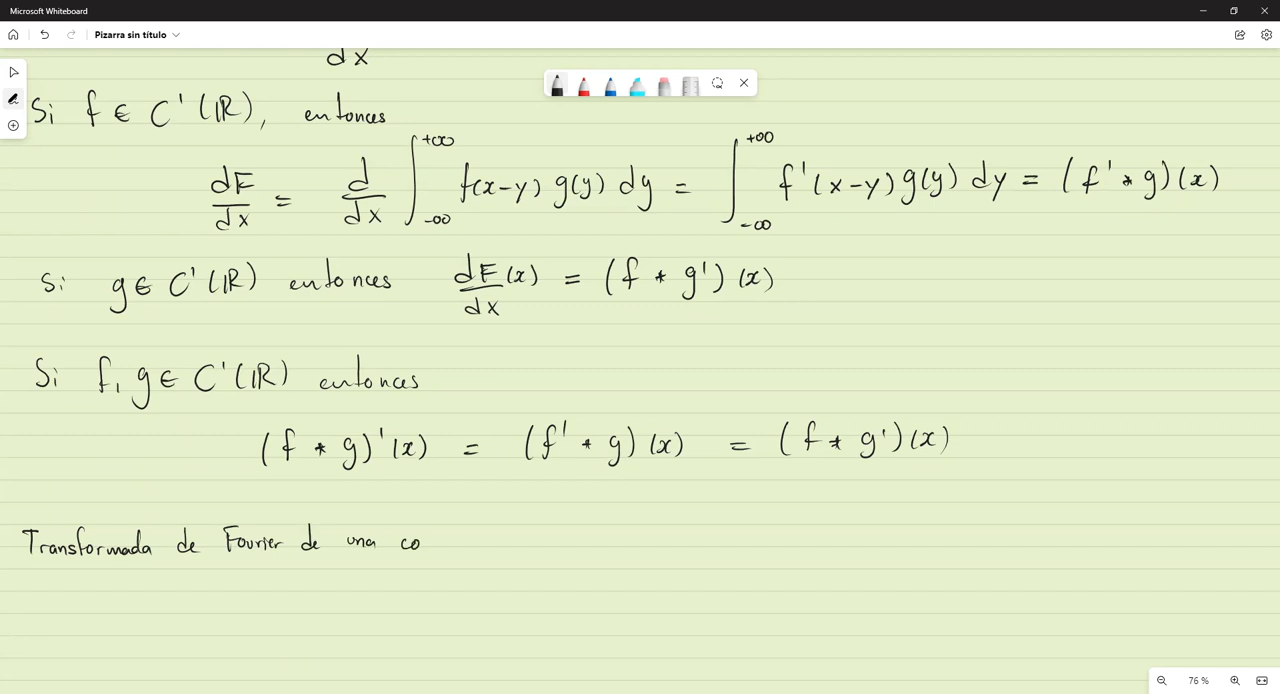 Microsoft Whiteboard
Pizarra sin título
dx
Si f ∈ C'(ℝ), entonces
dF/dx = d/dx ∫_{-∞}^{+∞} f(x-y) g(y) dy = ∫_{-∞}^{+∞} f'(x-y) g(y) dy = (f' * g)(x)
Si g ∈ C'(ℝ) entonces dF/dx (x) = (f * g')(x)
Si f, g ∈ C'(ℝ) entonces
(f * g)'(x) = (f' * g)(x) = (f * g')(x)
Transformada de Fourier de una co
76 %